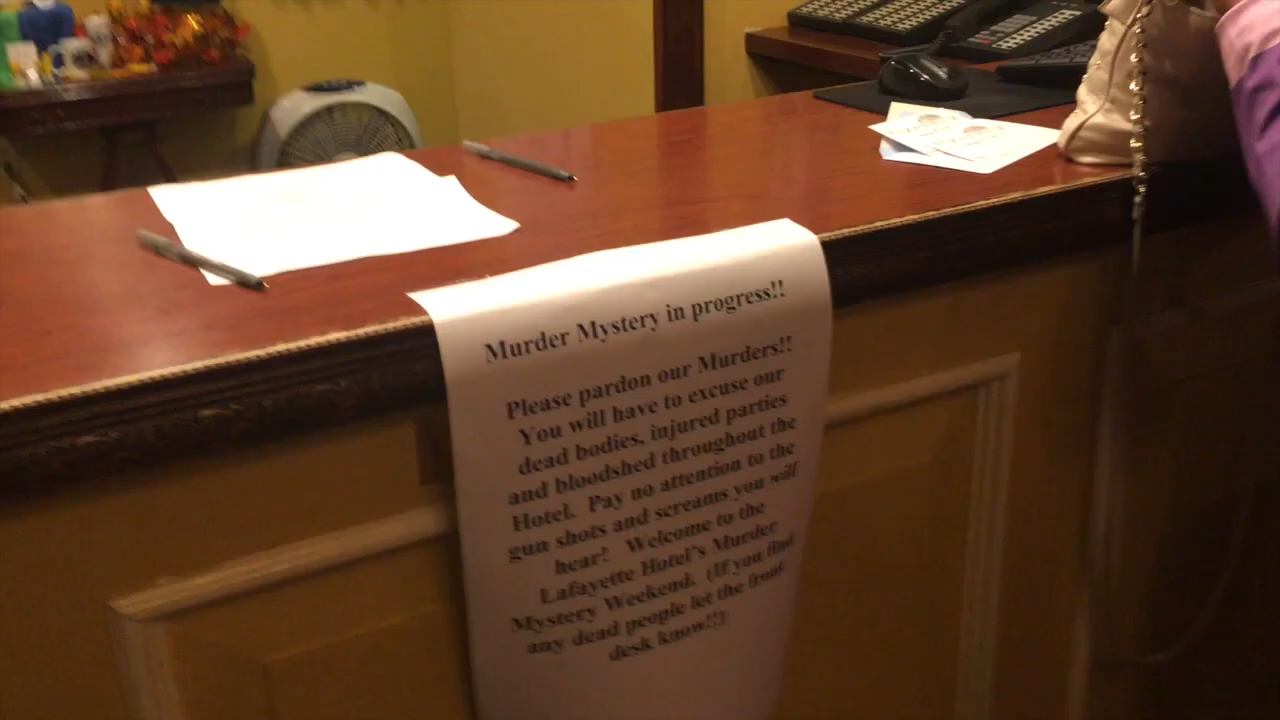 Murder Mystery in progress!!
Please pardon our Murders!!
You will have to excuse our
dead bodies, injured parties
and bloodshed throughout the
Hotel. Pay no attention to the
gun shots and screams you will
hear! Welcome to the
Lafayette Hotel's Murder
Mystery Weekend. (If you find
any dead people let the front
desk know!!)